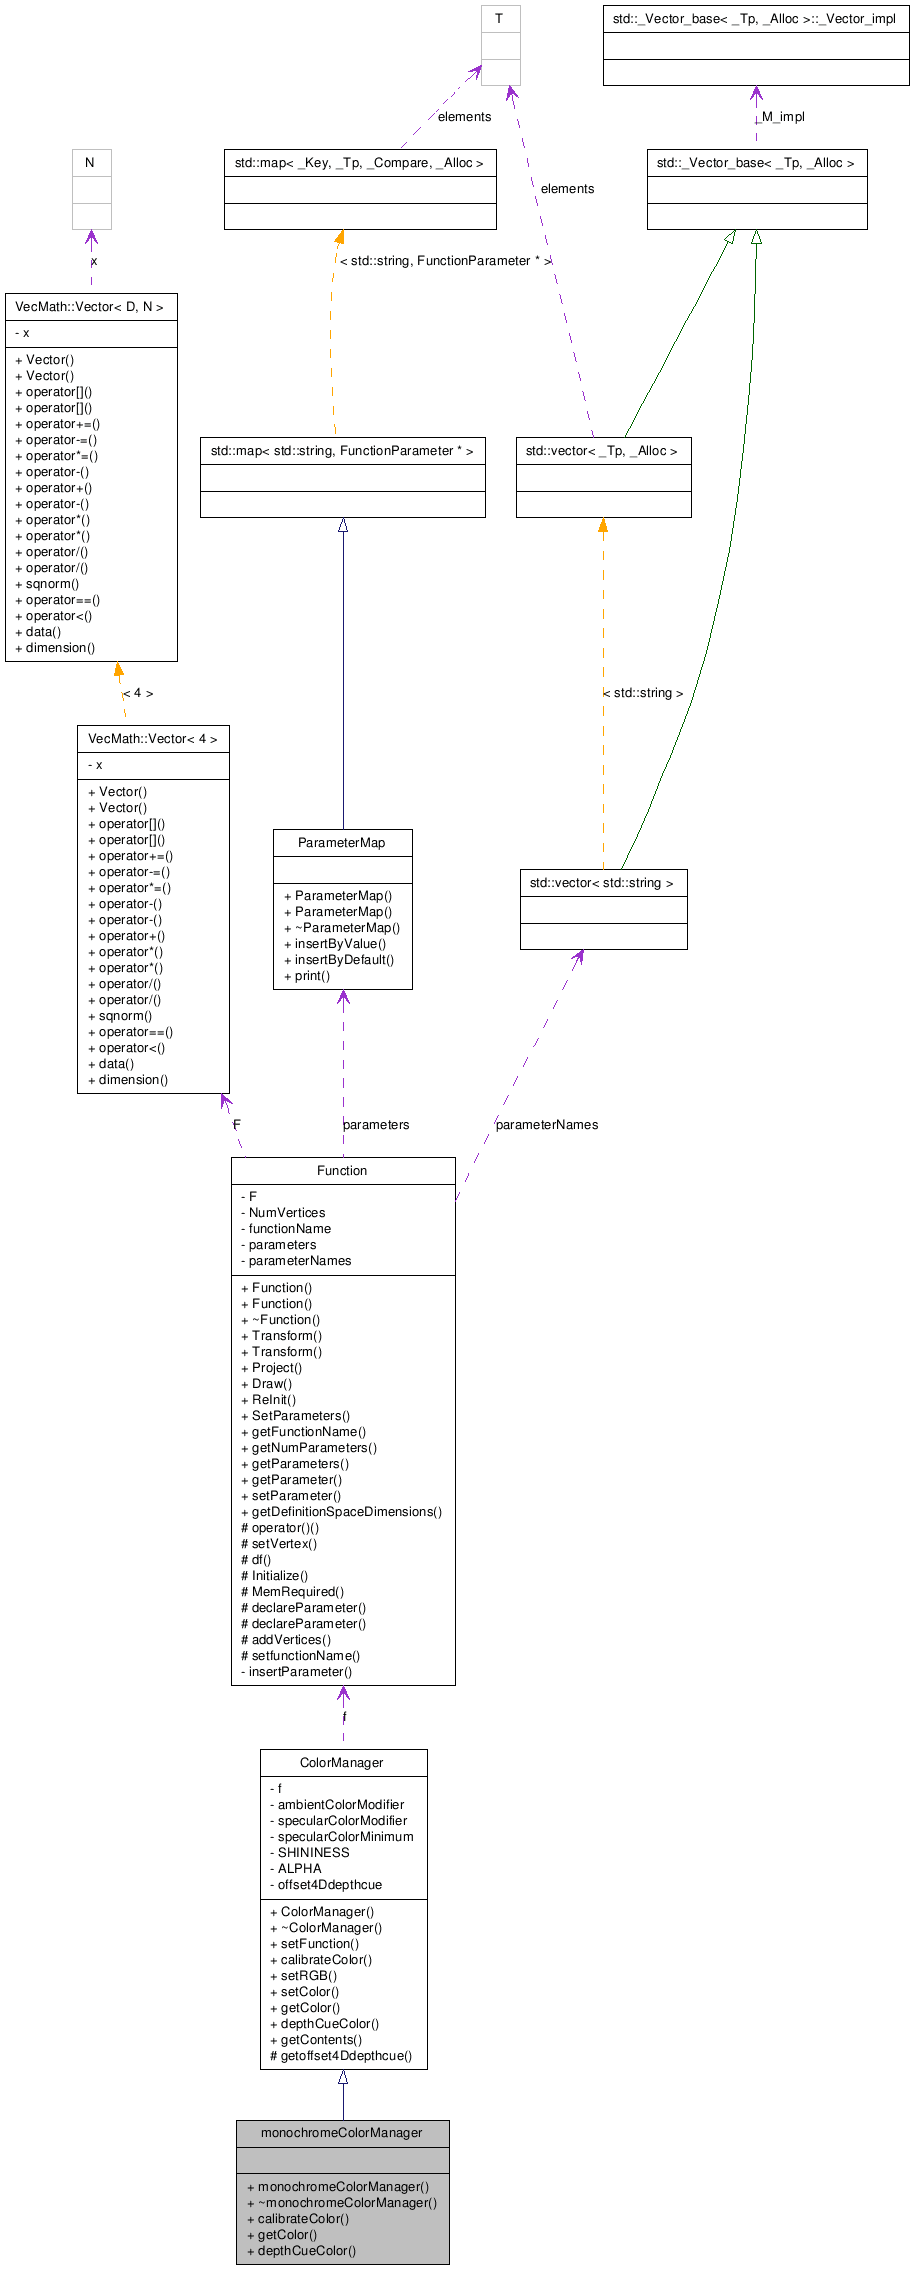 T
std::_Vector_base< _Tp, _Alloc >::_Vector_impl
elements
_M_impl
N
std::map< _Key, _Tp, _Compare, _Alloc >
std::_Vector_base< _Tp, _Alloc >
elements
x
< std::string, FunctionParameter * >
VecMath::Vector< D, N >
- x
+ Vector()
+ Vector()
+ operator[]()
+ operator[]()
+ operator+=()
+ operator-=()
+ operator*=()
+ operator-()
+ operator+()
+ operator-()
+ operator*()
+ operator*()
+ operator/()
+ operator/()
+ sqnorm()
+ operator==()
+ operator<()
+ data()
+ dimension()
std::map< std::string, FunctionParameter * >
std::vector< _Tp, _Alloc >
< 4 >
< std::string >
VecMath::Vector< 4 >
- x
+ Vector()
+ Vector()
+ operator[]()
+ operator[]()
+ operator+=()
+ operator-=()
+ operator*=()
+ operator-()
+ operator-()
+ operator+()
+ operator*()
+ operator*()
+ operator/()
+ operator/()
+ sqnorm()
+ operator==()
+ operator<()
+ data()
+ dimension()
ParameterMap
+ ParameterMap()
+ ParameterMap()
+ ~ParameterMap()
+ insertByValue()
+ insertByDefault()
+ print()
std::vector< std::string >
F
parameters
parameterNames
Function
- F
- NumVertices
- functionName
- parameters
- parameterNames
+ Function()
+ Function()
+ ~Function()
+ Transform()
+ Transform()
+ Project()
+ Draw()
+ ReInit()
+ SetParameters()
+ getFunctionName()
+ getNumParameters()
+ getParameters()
+ getParameter()
+ setParameter()
+ getDefinitionSpaceDimensions()
# operator()()
# setVertex()
# df()
# Initialize()
# MemRequired()
# declareParameter()
# declareParameter()
# addVertices()
# setfunctionName()
- insertParameter()
f
ColorManager
- f
- ambientColorModifier
- specularColorModifier
- specularColorMinimum
- SHININESS
- ALPHA
- offset4Ddepthcue
+ ColorManager()
+ ~ColorManager()
+ setFunction()
+ calibrateColor()
+ setRGB()
+ setColor()
+ getColor()
+ depthCueColor()
+ getContents()
# getoffset4Ddepthcue()
monochromeColorManager
+ monochromeColorManager()
+ ~monochromeColorManager()
+ calibrateColor()
+ getColor()
+ depthCueColor()